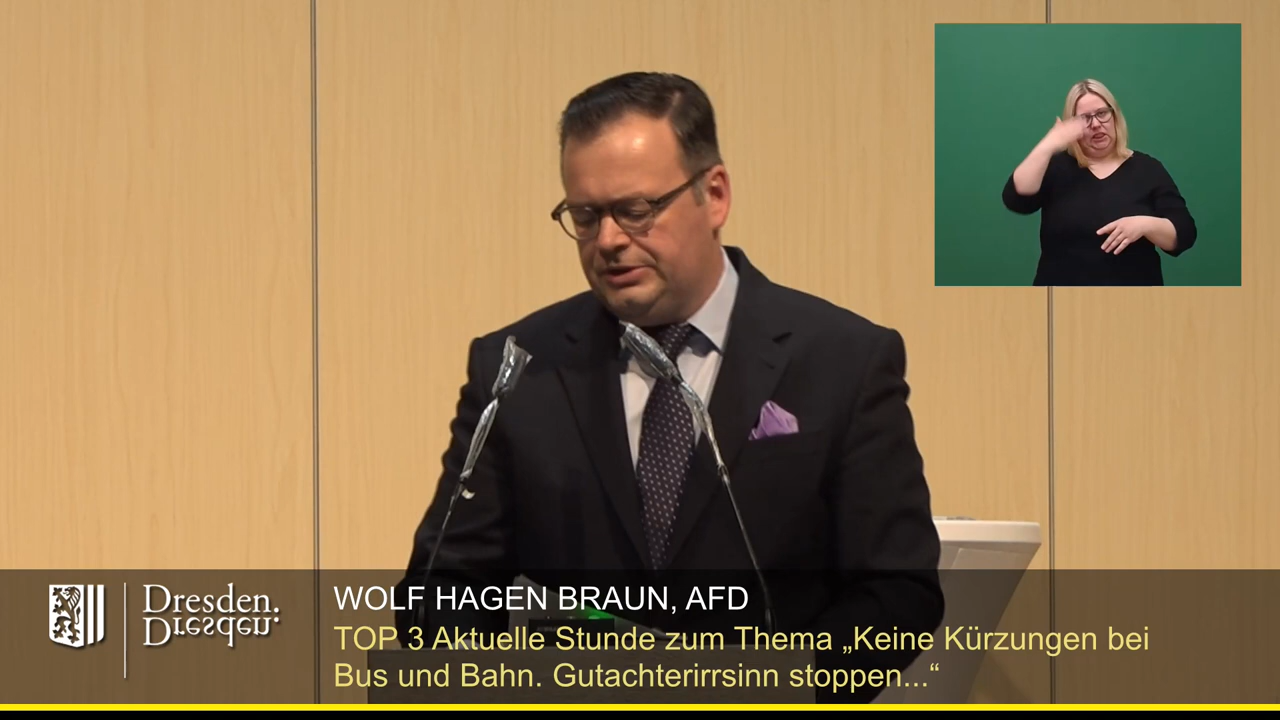 Dresden.
Dresden.
WOLF HAGEN BRAUN, AFD
TOP 3 Aktuelle Stunde zum Thema „Keine Kürzungen bei
Bus und Bahn. Gutachterirrsinn stoppen...“